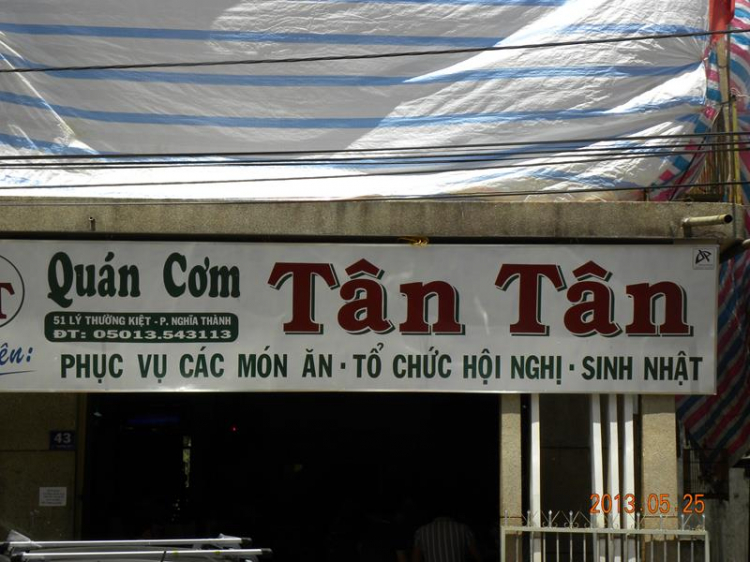 Quán Cơm
Tân Tân
51 LÝ THƯỜNG KIỆT - P. NGHĨA THÀNH
ĐT: 05013.543113
PHỤC VỤ CÁC MÓN ĂN · TỔ CHỨC HỘI NGHỊ · SINH NHẬT
43
2013.05.25